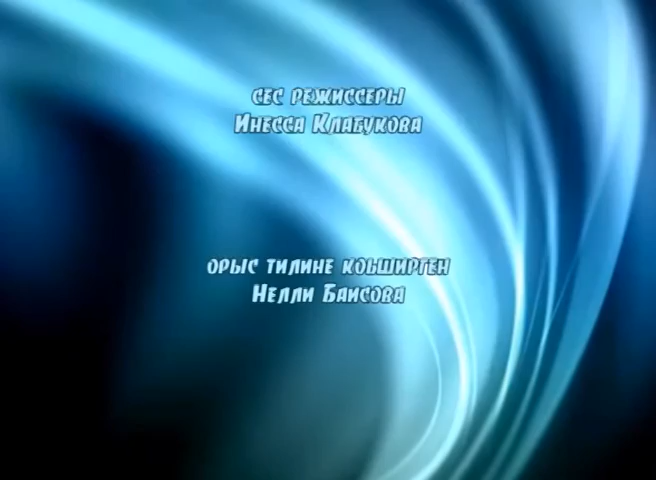 сес режиссеры
Инесса Клабукова
орыс тилине коьширген
Нелли Баисова